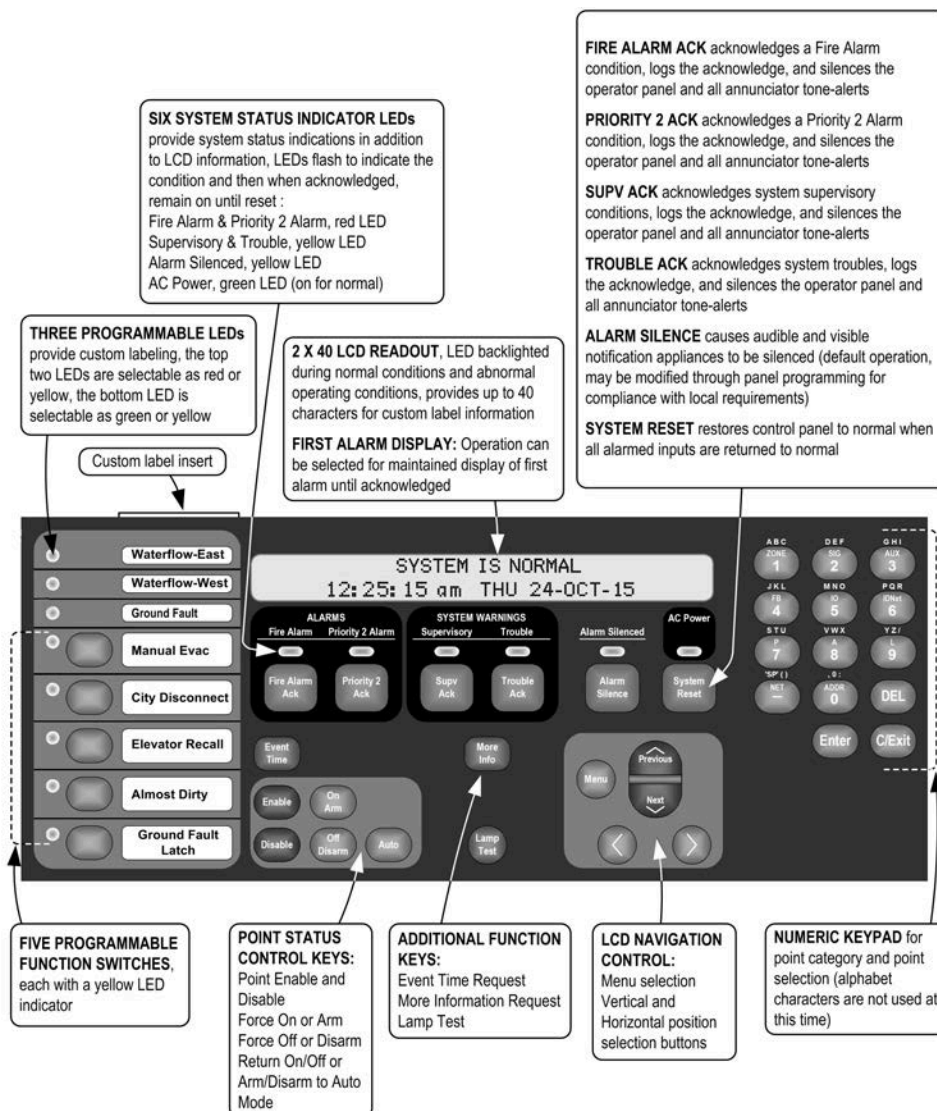 FIRE ALARM ACK acknowledges a Fire Alarm
condition, logs the acknowledge, and silences the
operator panel and all annunciator tone-alerts
PRIORITY 2 ACK acknowledges a Priority 2 Alarm
condition, logs the acknowledge, and silences the
operator panel and all annunciator tone-alerts
SUPV ACK acknowledges system supervisory
conditions, logs the acknowledge, and silences the
operator panel and all annunciator tone-alerts
TROUBLE ACK acknowledges system troubles, logs
the acknowledge, and silences the operator panel and
all annunciator tone-alerts
ALARM SILENCE causes audible and visible
notification appliances to be silenced (default operation,
may be modified through panel programming for
compliance with local requirements)
SYSTEM RESET restores control panel to normal when
all alarmed inputs are returned to normal
SIX SYSTEM STATUS INDICATOR LEDs
provide system status indications in addition
to LCD information, LEDs flash to indicate the
condition and then when acknowledged,
remain on until reset :
Fire Alarm & Priority 2 Alarm, red LED
Supervisory & Trouble, yellow LED
Alarm Silenced, yellow LED
AC Power, green LED (on for normal)
THREE PROGRAMMABLE LEDs
provide custom labeling, the top
two LEDs are selectable as red or
yellow, the bottom LED is
selectable as green or yellow
2 X 40 LCD READOUT, LED backlighted
during normal conditions and abnormal
operating conditions, provides up to 40
characters for custom label information
FIRST ALARM DISPLAY: Operation can
be selected for maintained display of first
alarm until acknowledged
Custom label insert
Waterflow-East
Waterflow-West
Ground Fault
Manual Evac
City Disconnect
Elevator Recall
Almost Dirty
Ground Fault
Latch
SYSTEM IS NORMAL
12:25:15 am THU 24-OCT-15
ALARMS
Fire Alarm Priority 2 Alarm
Fire Alarm
Ack
Priority 2
Ack
SYSTEM WARNINGS
Supervisory Trouble
Supv
Ack
Trouble
Ack
Alarm Silenced
Alarm
Silence
AC Power
System
Reset
Event
Time
More
Info
Enable
On
Arm
Disable
Off
Disarm
Auto
Lamp
Test
Menu
Previous
Next
ABC DEF GHI
ZONE SIG AUX
1 2 3
JKL MNO PQR
FB IO IDNet
4 5 6
STU VWX YZ/
P A L
7 8 9
'SP' ( ) , 0 :
NET ADDR
– 0 DEL
Enter C/Exit
FIVE PROGRAMMABLE
FUNCTION SWITCHES,
each with a yellow LED
indicator
POINT STATUS
CONTROL KEYS:
Point Enable and
Disable
Force On or Arm
Force Off or Disarm
Return On/Off or
Arm/Disarm to Auto
Mode
ADDITIONAL FUNCTION
KEYS:
Event Time Request
More Information Request
Lamp Test
LCD NAVIGATION
CONTROL:
Menu selection
Vertical and
Horizontal position
selection buttons
NUMERIC KEYPAD for
point category and point
selection (alphabet
characters are not used at
this time)